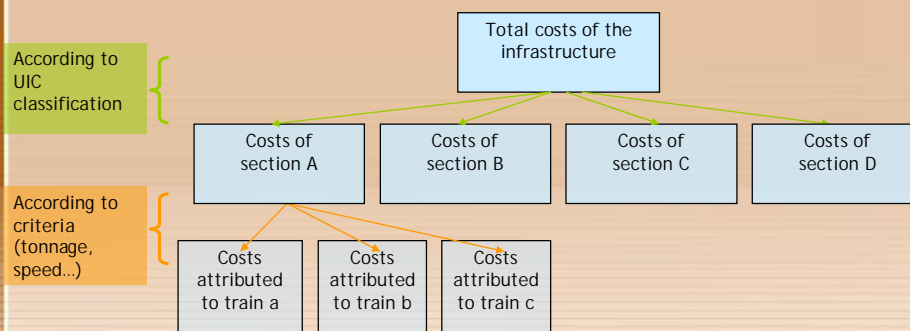 Total costs of the
infrastructure
According to
UIC
classification
Costs of
section A
Costs of
section B
Costs of
section C
Costs of
section D
According to
criteria
(tonnage,
speed...)
Costs
attributed
to train a
Costs
attributed
to train b
Costs
attributed
to train c